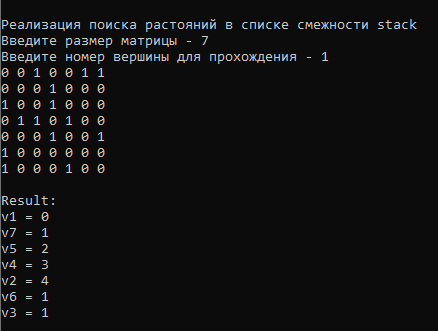 Реализация поиска растояний в списке смежности stack
Введите размер матрицы - 7
Введите номер вершины для прохождения - 1
0 0 1 0 0 1 1
0 0 0 1 0 0 0
1 0 0 1 0 0 0
0 1 1 0 1 0 0
0 0 0 1 0 0 1
1 0 0 0 0 0 0
1 0 0 0 1 0 0
Result:
v1 = 0
v7 = 1
v5 = 2
v4 = 3
v2 = 4
v6 = 1
v3 = 1